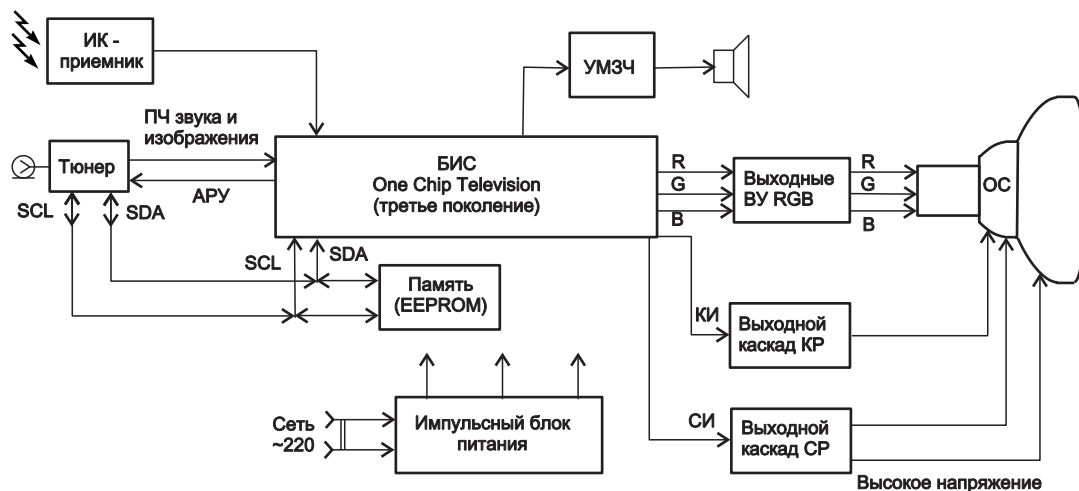 ИК -
приемник
УМЗЧ
ПЧ звука и
изображения
Тюнер
АРУ
SCL
SDA
БИС
One Chip Television
(третье поколение)
R
G
B
Выходные
ВУ RGB
R
G
B
ОС
SCL
SDA
Память
(EEPROM)
КИ
Выходной
каскад КР
Сеть
~220
Импульсный блок
питания
СИ
Выходной
каскад СР
Высокое напряжение